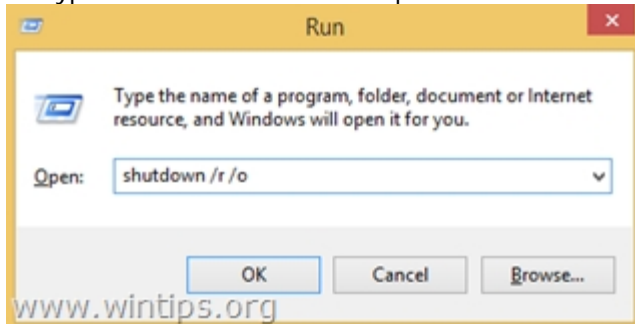 Run
Type the name of a program, folder, document or Internet
resource, and Windows will open it for you.
Open: shutdown /r /o
OK Cancel Browse...
www.wintips.org